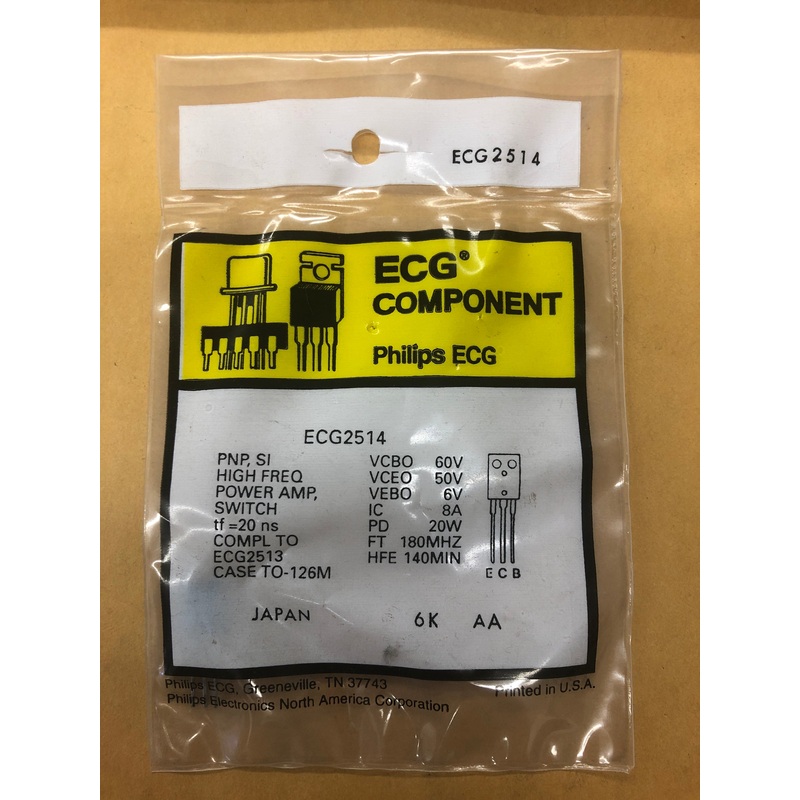 ECG2514
ECG®
COMPONENT
Philips ECG
ECG2514
PNP, SI
HIGH FREQ
POWER AMP,
SWITCH
tf =20 ns
COMPL TO
ECG2513
CASE TO-126M
VCBO 60V
VCEO 50V
VEBO 6V
IC 8A
PD 20W
FT 180MHZ
HFE 140MIN
E C B
JAPAN 6K AA
Philips ECG, Greeneville, TN 37743
Philips Electronics North America Corporation
Printed in U.S.A.